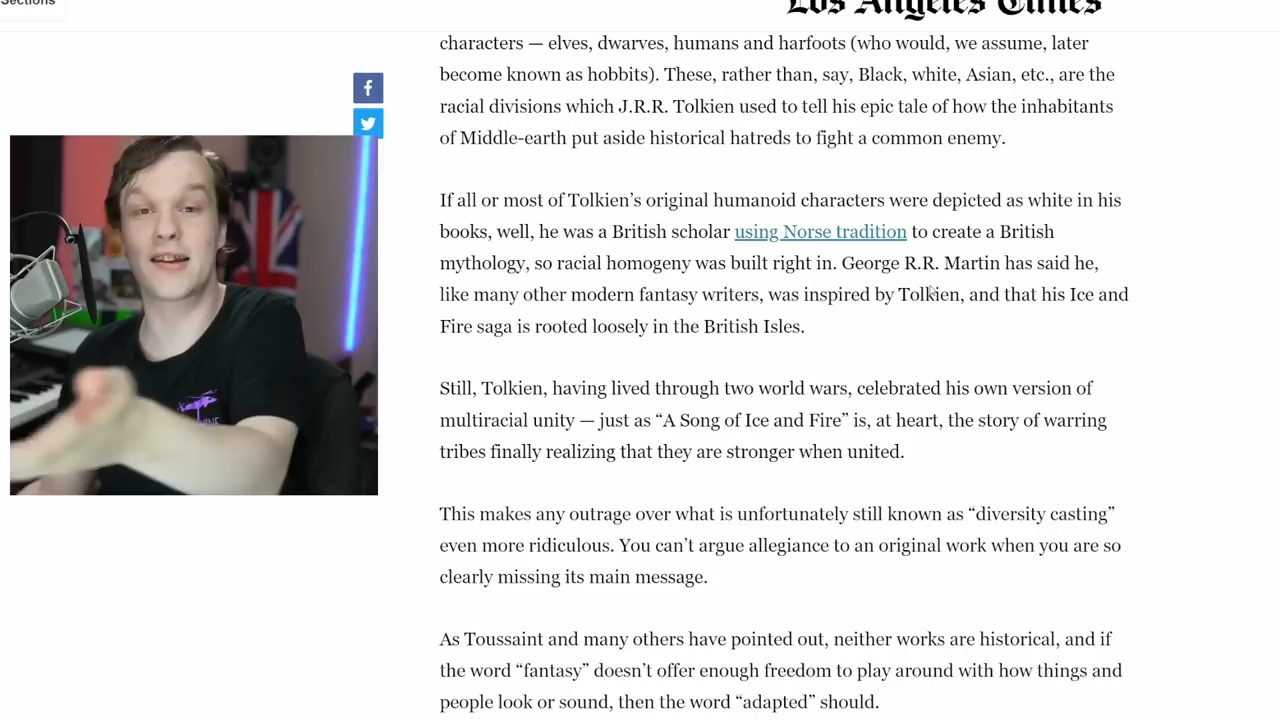 Sections
Los Angeles Times
characters — elves, dwarves, humans and harfoots (who would, we assume, later
become known as hobbits). These, rather than, say, Black, white, Asian, etc., are the
racial divisions which J.R.R. Tolkien used to tell his epic tale of how the inhabitants
of Middle-earth put aside historical hatreds to fight a common enemy.
If all or most of Tolkien’s original humanoid characters were depicted as white in his
books, well, he was a British scholar using Norse tradition to create a British
mythology, so racial homogeny was built right in. George R.R. Martin has said he,
like many other modern fantasy writers, was inspired by Tolkien, and that his Ice and
Fire saga is rooted loosely in the British Isles.
Still, Tolkien, having lived through two world wars, celebrated his own version of
multiracial unity — just as “A Song of Ice and Fire” is, at heart, the story of warring
tribes finally realizing that they are stronger when united.
This makes any outrage over what is unfortunately still known as “diversity casting”
even more ridiculous. You can’t argue allegiance to an original work when you are so
clearly missing its main message.
As Toussaint and many others have pointed out, neither works are historical, and if
the word “fantasy” doesn’t offer enough freedom to play around with how things and
people look or sound, then the word “adapted” should.